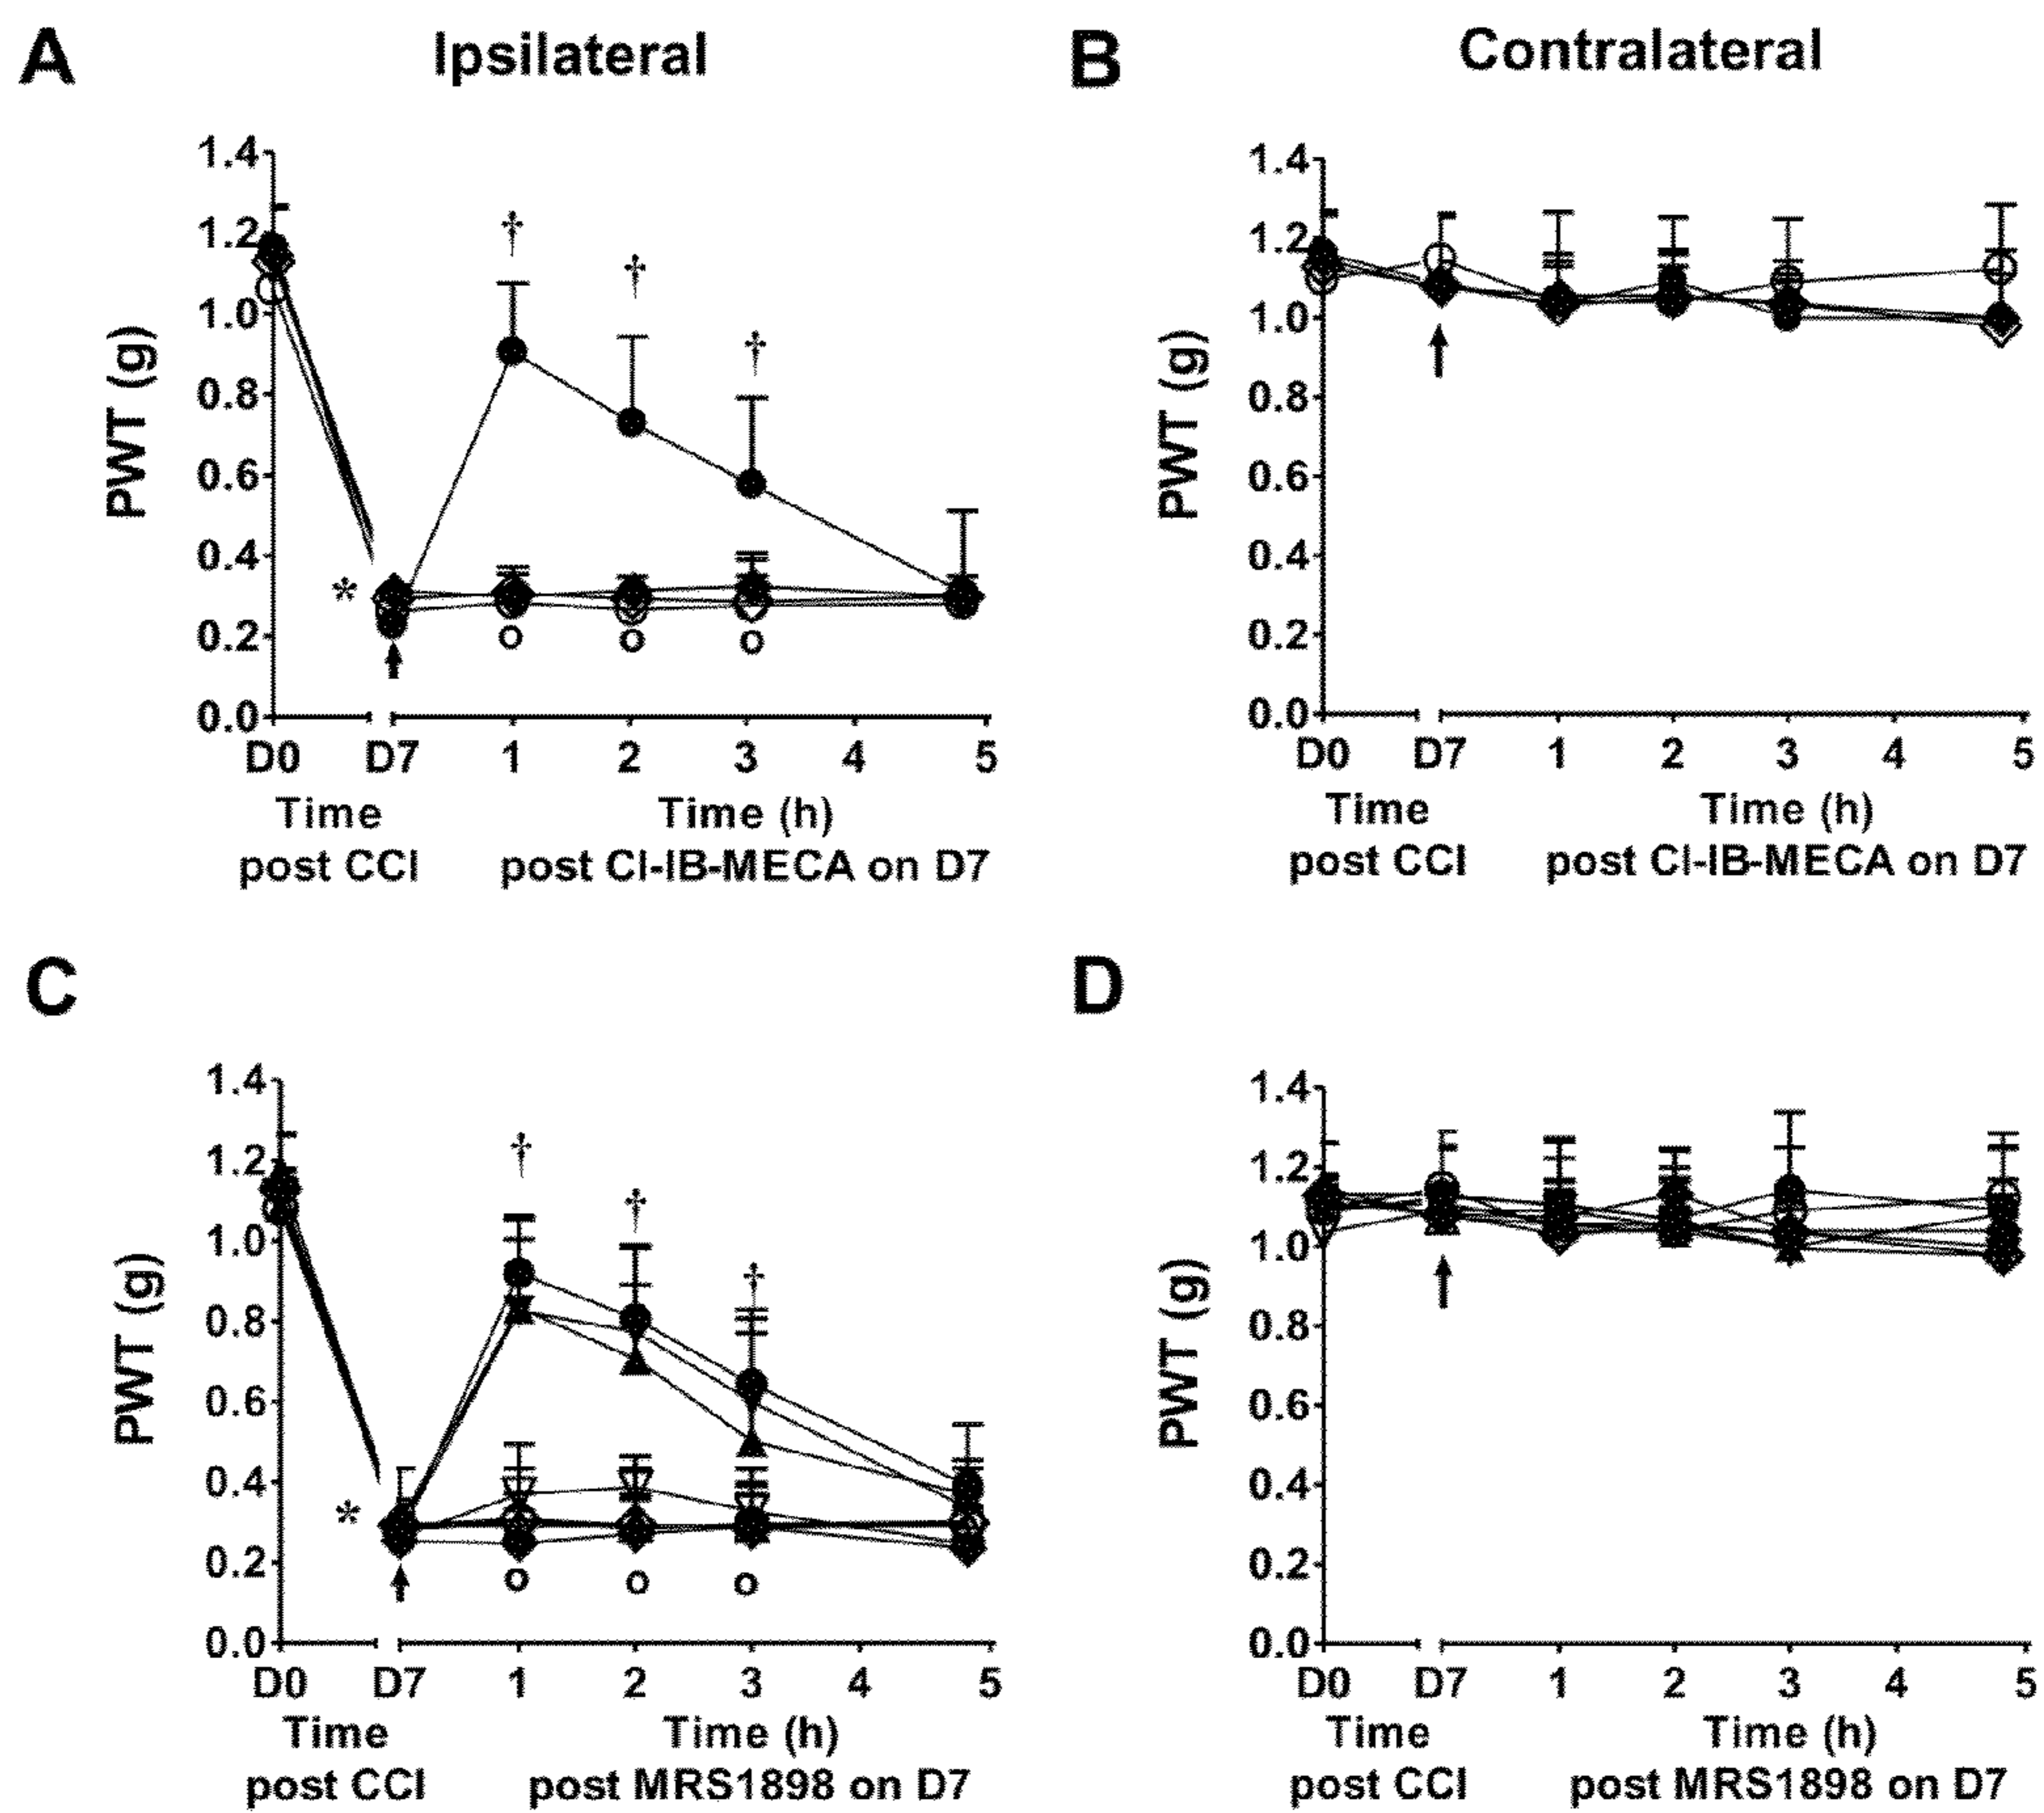 A
Ipsilateral
PWT (g)
1.4
1.2
1.0
0.8
0.6
0.4
0.2
0.0
†
†
†
*
o
o
o
D0 D7 1 2 3 4 5
Time
post CCI
Time (h)
post Cl-IB-MECA on D7
B
Contralateral
PWT (g)
1.4
1.2
1.0
0.8
0.6
0.4
0.2
0.0
D0 D7 1 2 3 4 5
Time
post CCI
Time (h)
post Cl-IB-MECA on D7
C
PWT (g)
1.4
1.2
1.0
0.8
0.6
0.4
0.2
0.0
†
†
†
*
o
o
o
D0 D7 1 2 3 4 5
Time
post CCI
Time (h)
post MRS1898 on D7
D
PWT (g)
1.4
1.2
1.0
0.8
0.6
0.4
0.2
0.0
D0 D7 1 2 3 4 5
Time
post CCI
Time (h)
post MRS1898 on D7